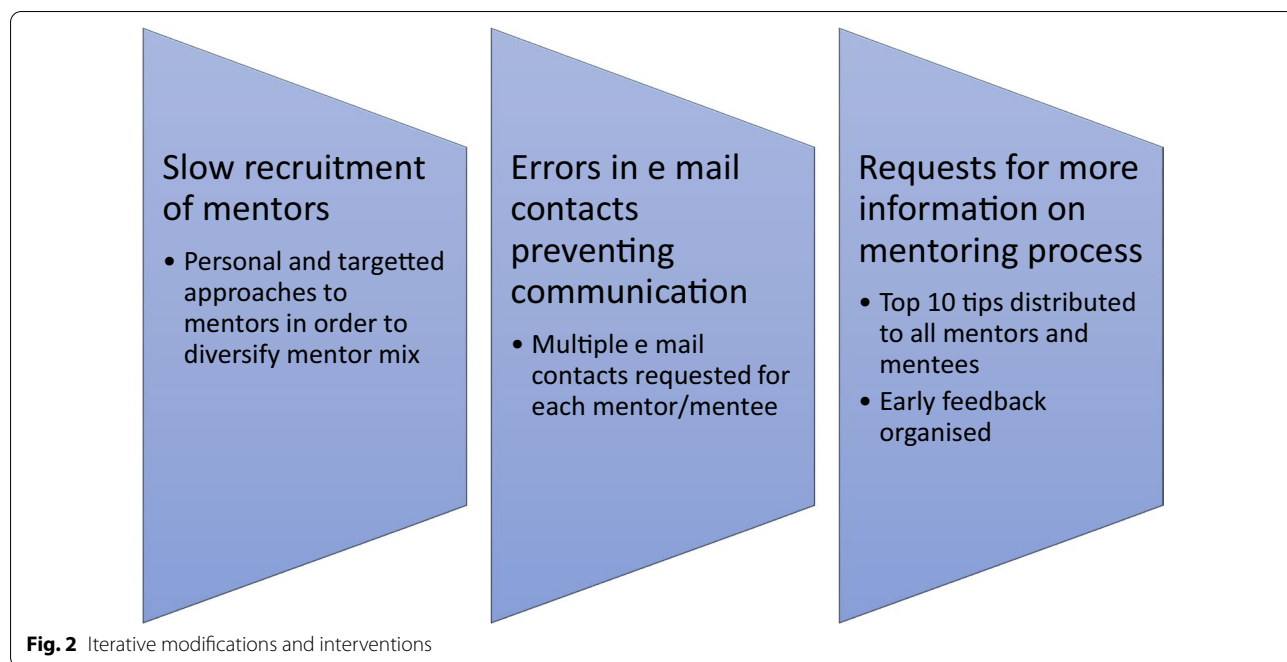 Slow recruitment
of mentors
• Personal and targetted
approaches to
mentors in order to
diversify mentor mix
Errors in e mail
contacts
preventing
communication
• Multiple e mail
contacts requested for
each mentor/mentee
Requests for more
information on
mentoring process
• Top 10 tips distributed
to all mentors and
mentees
• Early feedback
organised
Fig. 2 Iterative modifications and interventions